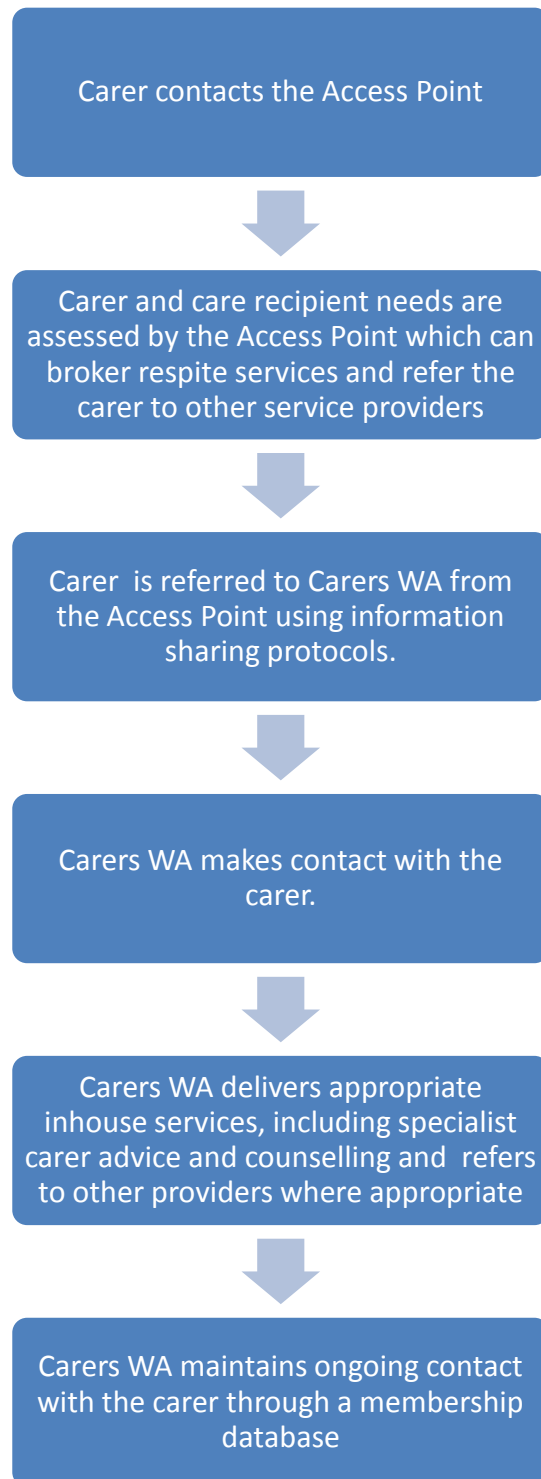 Carer contacts the Access Point
Carer and care recipient needs are
assessed by the Access Point which can
broker respite services and refer the
carer to other service providers
Carer  is referred to Carers WA from
the Access Point using information
sharing protocols.
Carers WA makes contact with the
carer.
Carers WA delivers appropriate
inhouse services, including specialist
carer advice and counselling and  refers
to other providers where appropriate
Carers WA maintains ongoing contact
with the carer through a membership
database